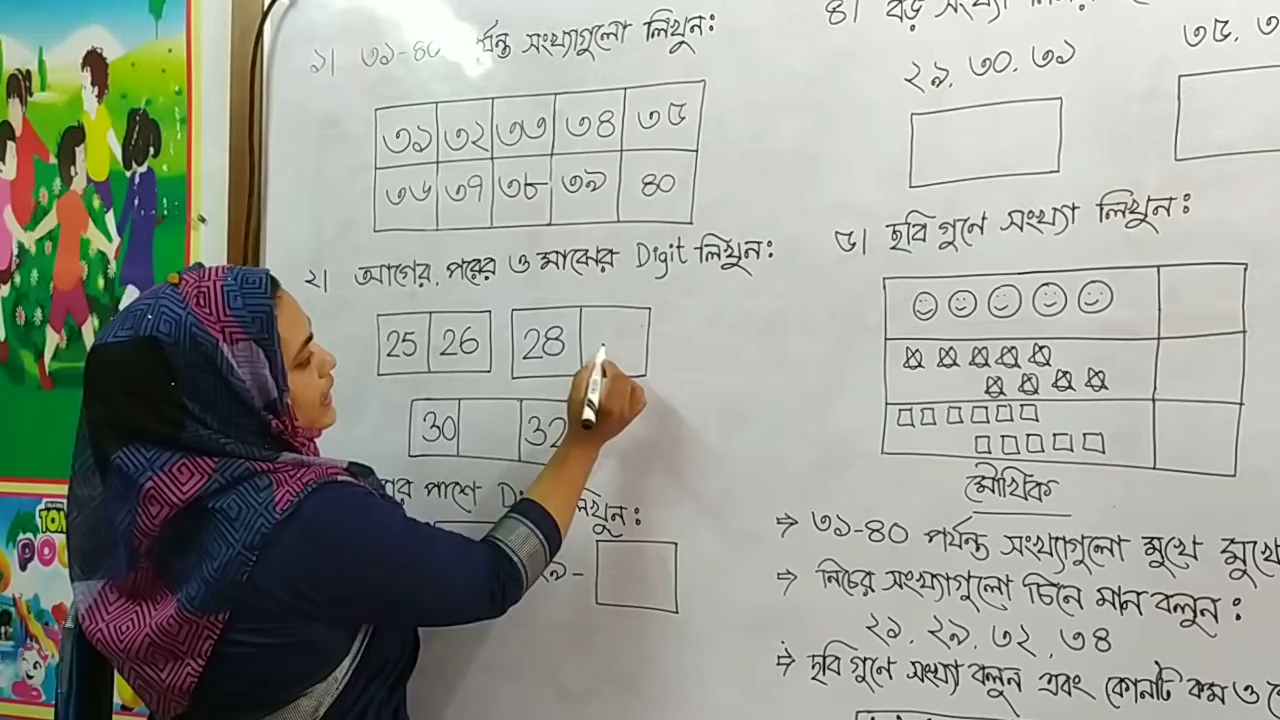 ১। ৩১-৪০ পর্যন্ত সংখ্যাগুলো লিখুনঃ
৩১ ৩২ ৩৩ ৩৪ ৩৫
৩৬ ৩৭ ৩৮ ৩৯ ৪০
২। আগের, পরের ও মাঝের Digit লিখুনঃ
25 26 28
30 32
পাশে লিখুনঃ
৪। বড় সংখ্যা
২৯, ৩০, ৩১
৩৫,
৫। ছবি গুণে সংখ্যা লিখুনঃ
মৌখিক
⇒ ৩১-৪০ পর্যন্ত সংখ্যাগুলো মুখে মুখে
⇒ নিচের সংখ্যাগুলো চিনে মান বলুনঃ
২১, ২৯, ৩২, ৩৪
⇒ ছবি গুণে সংখ্যা বলুন এবং কোনটি কম ও